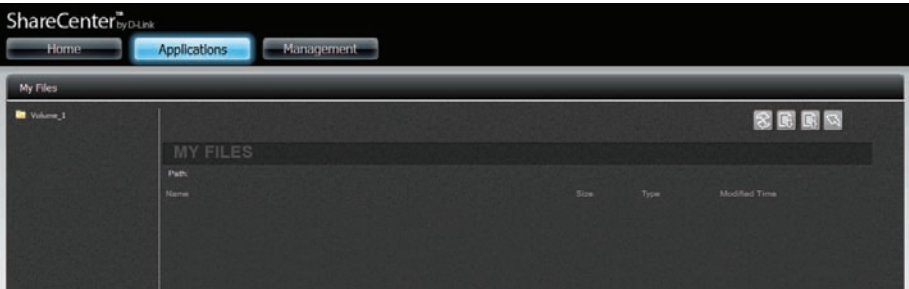 ShareCenter™ by D-Link
Home Applications Management
My Files
Volume_1
MY FILES
Path:
Name Size Type Modified Time